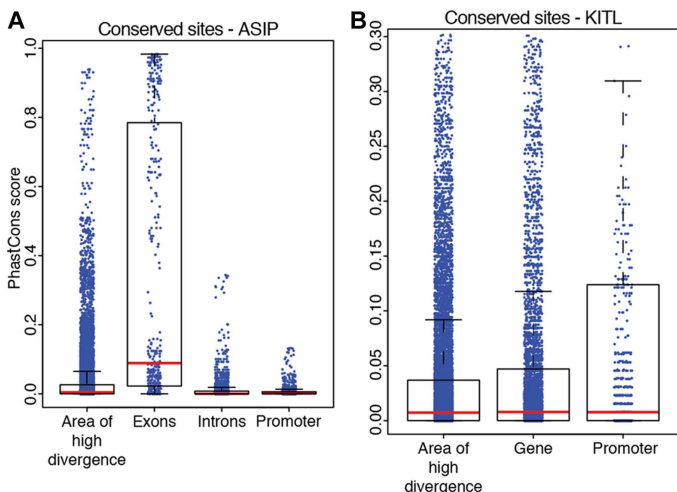 A
Conserved sites - ASIP
PhastCons score
1.0
0.8
0.6
0.4
0.2
0.0
Area of
high
divergence
Exons
Introns
Promoter
B
Conserved sites - KITL
0.30
0.30
0.25
0.20
0.15
0.10
0.05
0.00
Area of
high
divergence
Gene
Promoter